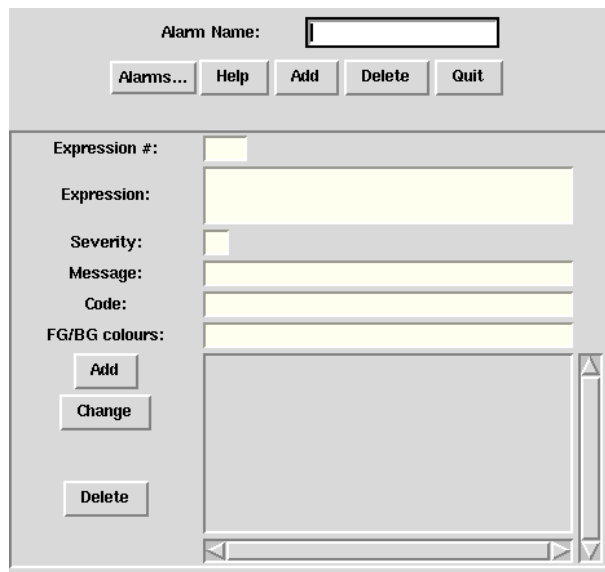 Alarm Name:
Alarms... Help Add Delete Quit
Expression #:
Expression:
Severity:
Message:
Code:
FG/BG colours:
Add
Change
Delete